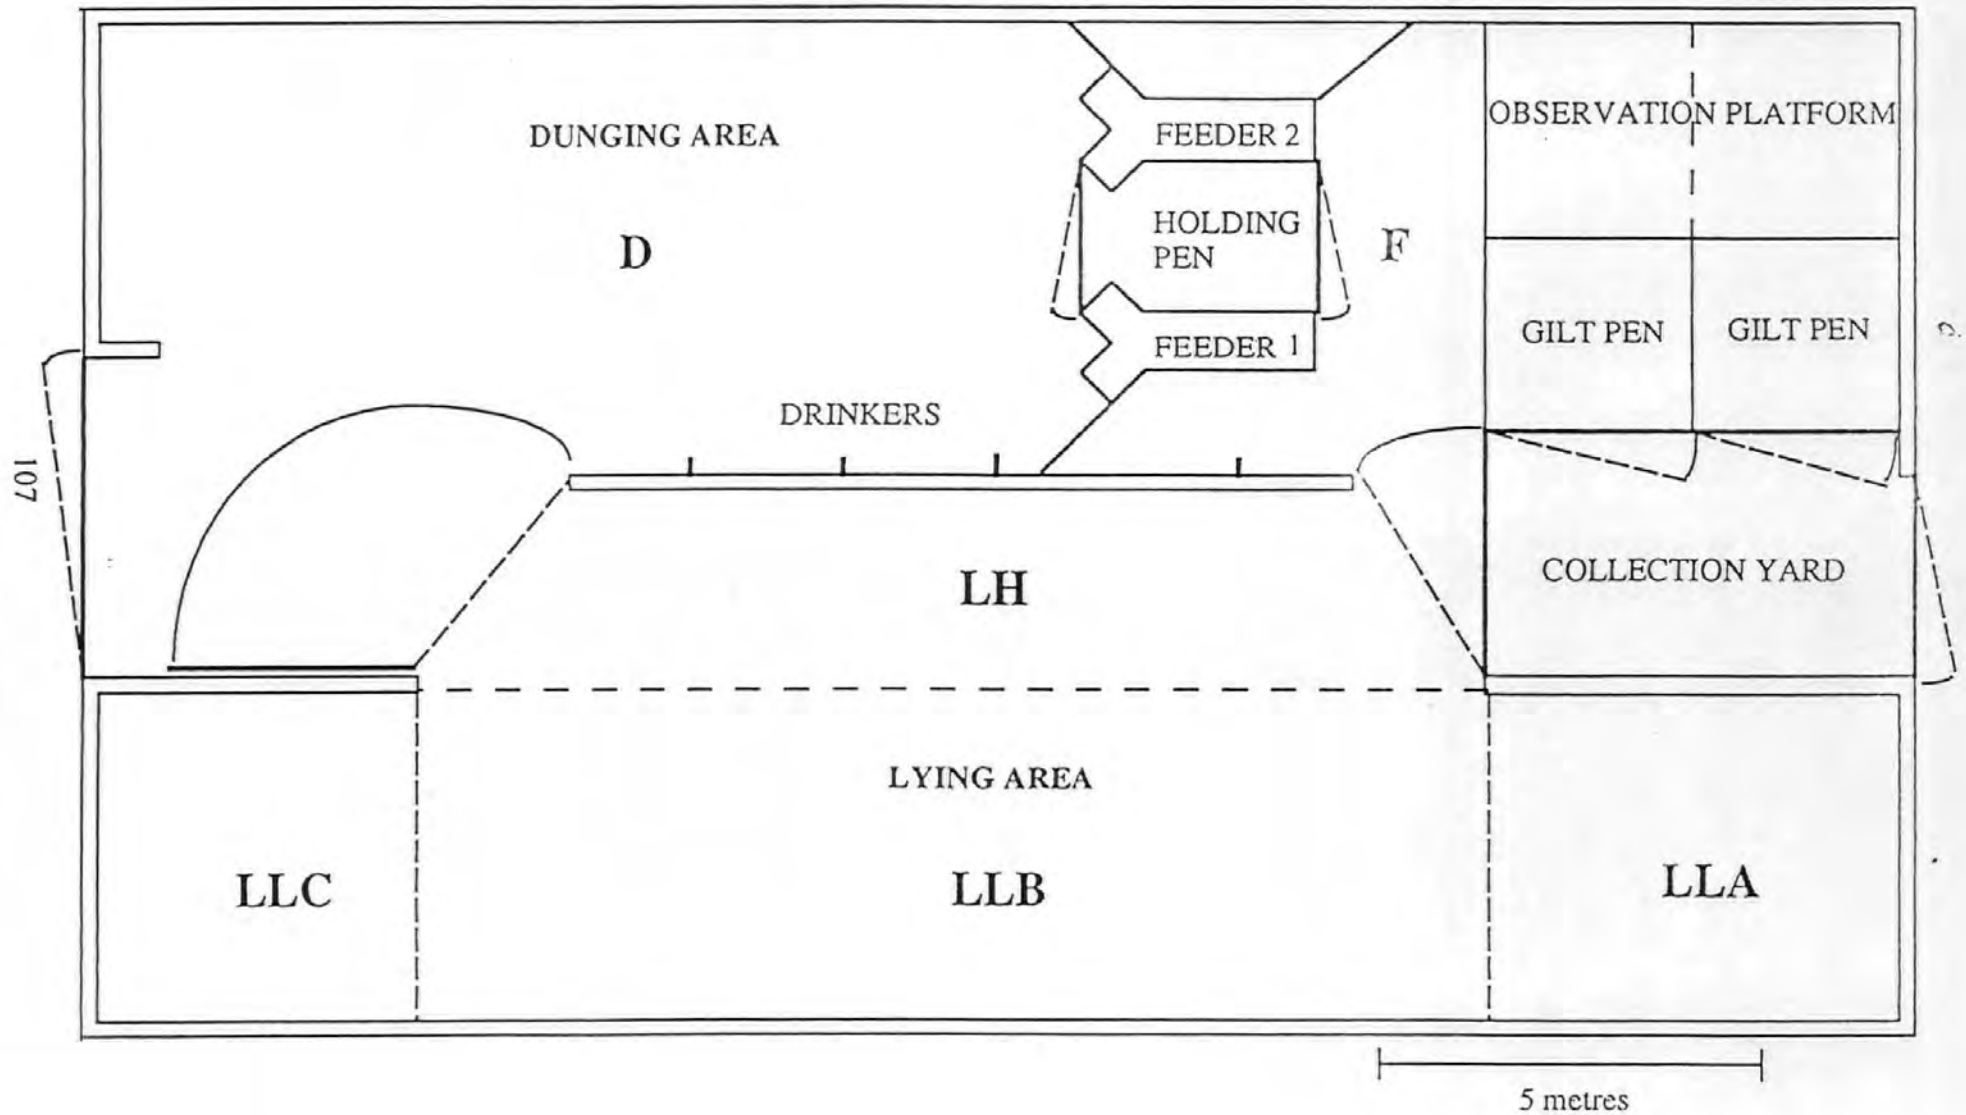 OBSERVATION PLATFORM
DUNGING AREA
FEEDER 2
D
HOLDING
PEN
F
GILT PEN
GILT PEN
FEEDER 1
DRINKERS
107
LH
COLLECTION YARD
LYING AREA
LLC
LLB
LLA
5 metres